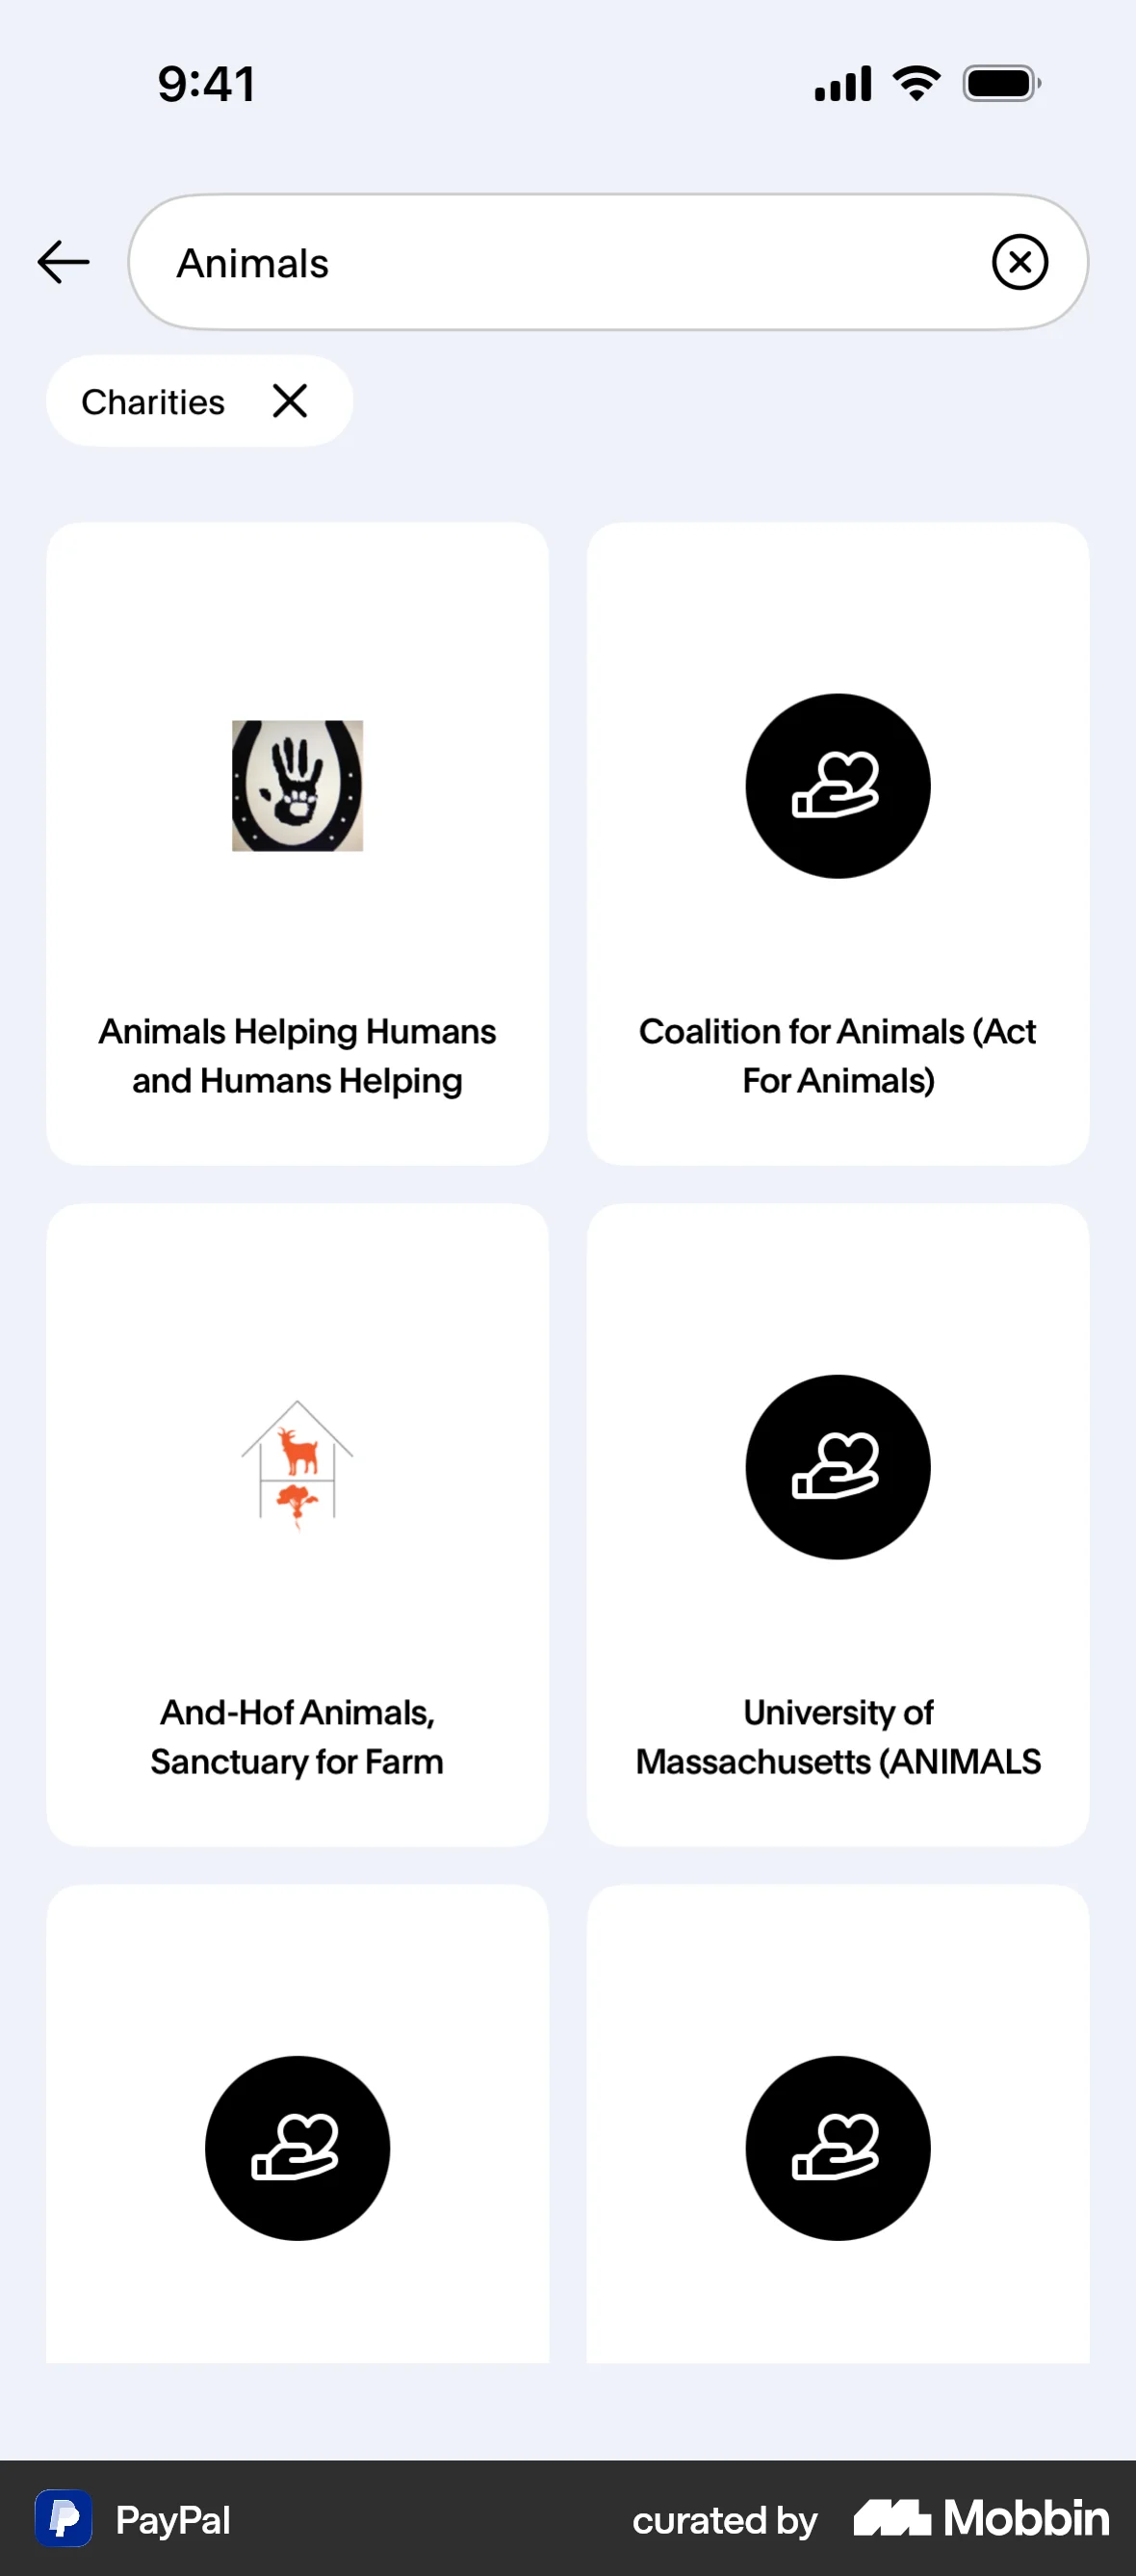 9:41
Animals
Charities
Animals Helping Humans
and Humans Helping
Coalition for Animals (Act
For Animals)
And-Hof Animals,
Sanctuary for Farm
University of
Massachusetts (ANIMALS
PayPal
curated by Mobbin